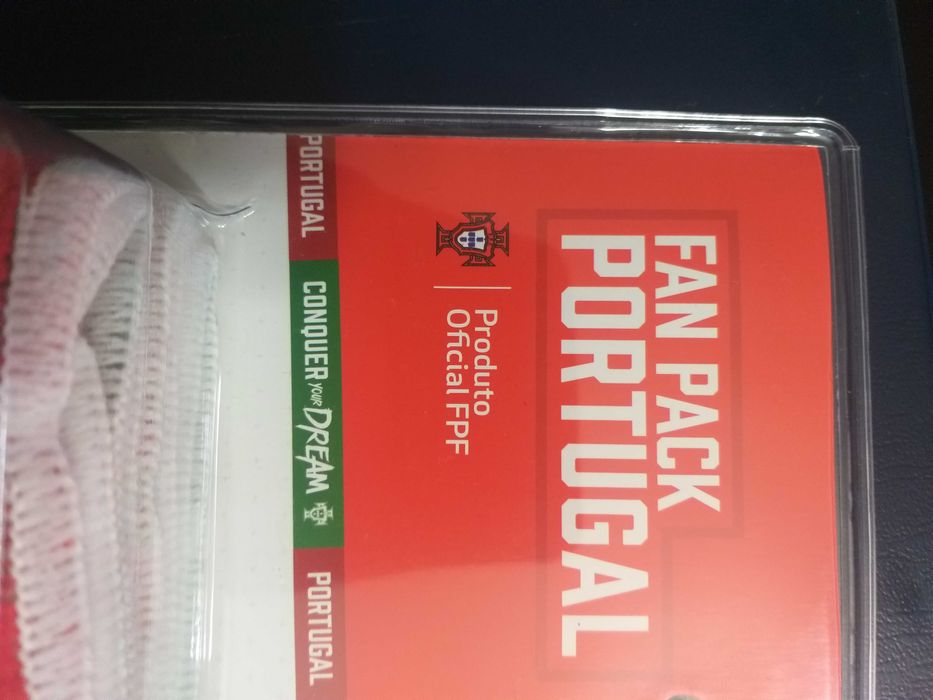 FAN PACK
PORTUGAL
Produto
Oficial FPF
PORTUGAL CONQUER YOUR DREAM PORTUGAL